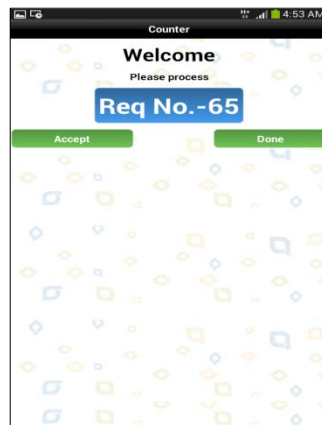 4:53 AM
Counter
Welcome
Please process
Req No.-65
Accept Done